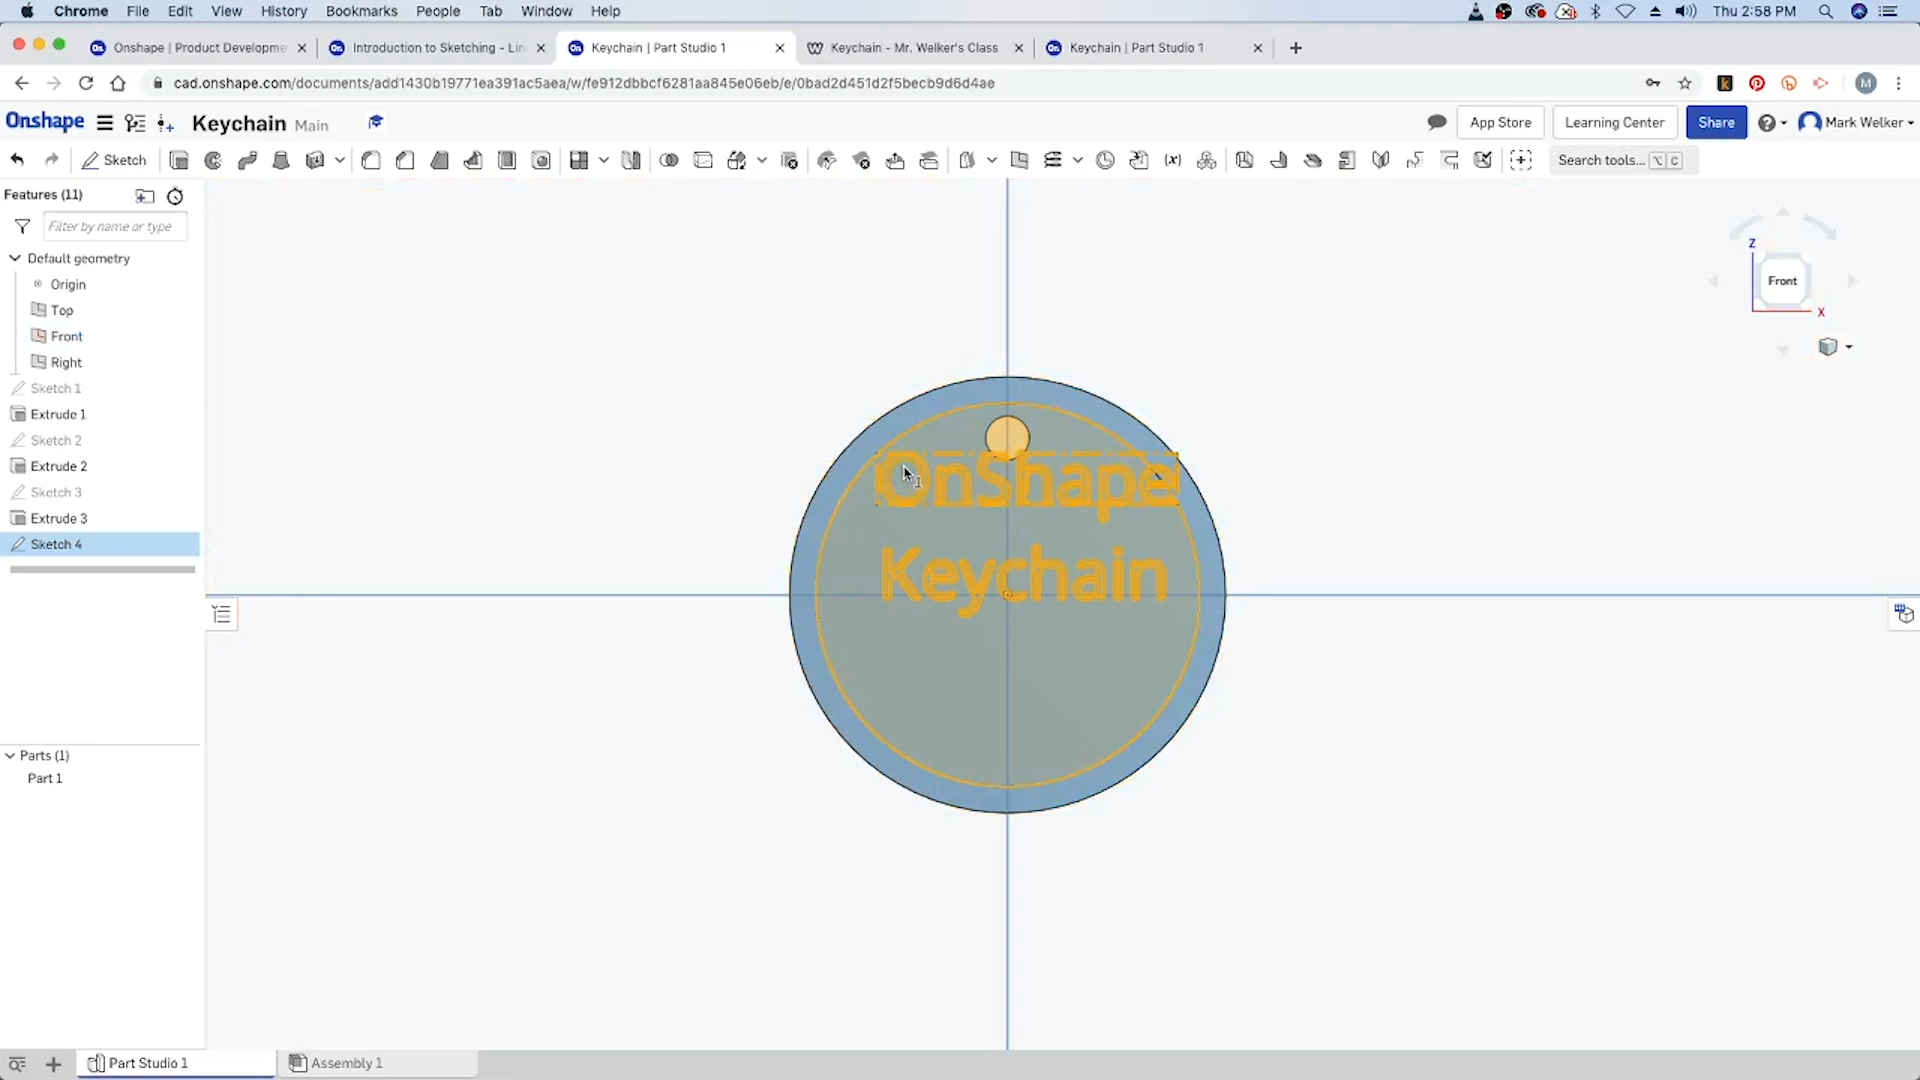 Chrome File Edit View History Bookmarks People Tab Window Help Thu 2:58 PM
Onshape | Product Developme
Introduction to Sketching - Lin
Keychain | Part Studio 1
Keychain - Mr. Welker's Class
Keychain | Part Studio 1
cad.onshape.com/documents/add1430b19771ea391ac5aea/w/fe912dbbcf6281aa845e06eb/e/0bad2d451d2f5becb9d6d4ae
M
Onshape Keychain Main App Store Learning Center Share Mark Welker
Sketch Search tools... ⌥ C
Features (11)
Filter by name or type
Default geometry
Origin
Top
Front
Right
Sketch 1
Extrude 1
Sketch 2
Extrude 2
Sketch 3
Extrude 3
Sketch 4
Parts (1)
Part 1
OnShape
Keychain
1
Z
Front
X
Part Studio 1 Assembly 1